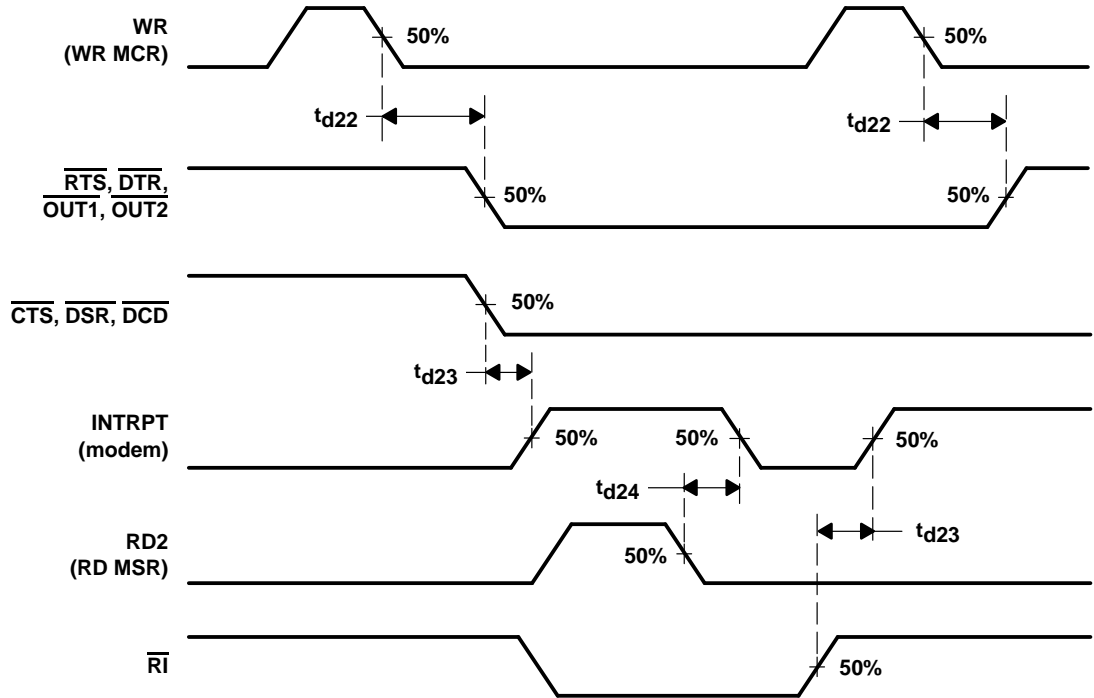 WR
(WR MCR)
50%
50%
td22
td22
RTS, DTR,
OUT1, OUT2
50%
50%
CTS, DSR, DCD
50%
td23
INTRPT
(modem)
50%
50%
50%
td24
td23
RD2
(RD MSR)
50%
RI
50%